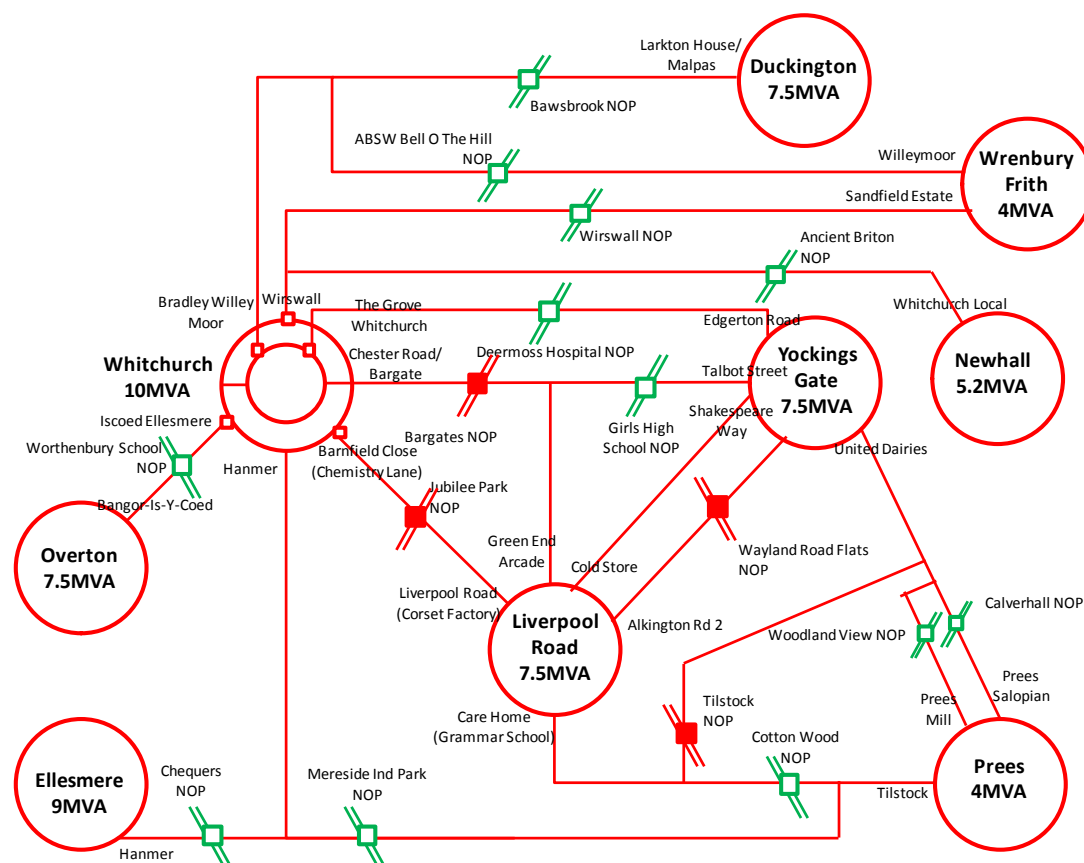 Larkton House/
Malpas
Duckington
7.5MVA
Bawsbrook NOP
ABSW Bell O The Hill
NOP
Willeymoor
Wrenbury
Frith
4MVA
Sandfield Estate
Wirswall NOP
Ancient Briton
NOP
Bradley Willey
Moor
Wirswall
The Grove
Whitchurch
Edgerton Road
Whitchurch Local
Deermoss Hospital NOP
Whitchurch
10MVA
Chester Road/
Bargate
Talbot Street
Yockings
Gate
7.5MVA
Newhall
5.2MVA
Iscoed Ellesmere
Bargates NOP
Girls High
School NOP
Shakespeare
Way
United Dairies
Worthenbury School
NOP
Hanmer
Barnfield Close
(Chemistry Lane)
Jubilee Park
NOP
Bangor-Is-Y-Coed
Overton
7.5MVA
Green End
Arcade
Cold Store
Wayland Road Flats
NOP
Liverpool Road
(Corset Factory)
Liverpool
Road
7.5MVA
Alkington Rd 2
Woodland View NOP
Calverhall NOP
Prees
Salopian
Prees
Mill
Care Home
(Grammar School)
Tilstock
NOP
Cotton Wood
NOP
Ellesmere
9MVA
Chequers
NOP
Mereside Ind Park
NOP
Tilstock
Prees
4MVA
Hanmer